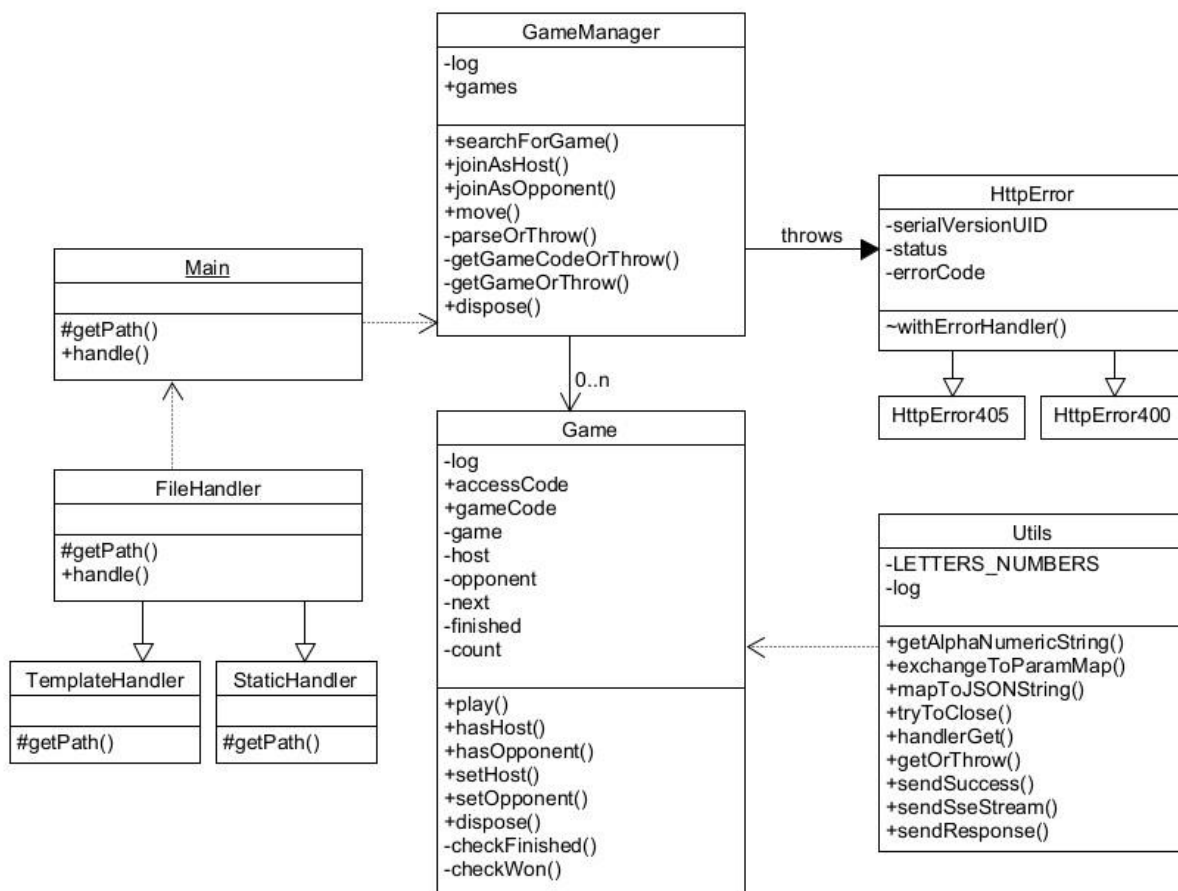 GameManager
-log
+games
+searchForGame()
+joinAsHost()
+joinAsOpponent()
+move()
-parseOrThrow()
-getGameCodeOrThrow()
-getGameOrThrow()
+dispose()
throws
HttpError
-serialVersionUID
-status
-errorCode
~withErrorHandler()
HttpError405
HttpError400
Main
#getPath()
+handle()
0..n
FileHandler
#getPath()
+handle()
TemplateHandler
#getPath()
StaticHandler
#getPath()
Game
-log
+accessCode
+gameCode
-game
-host
-opponent
-next
-finished
-count
+play()
+hasHost()
+hasOpponent()
+setHost()
+setOpponent()
+dispose()
-checkFinished()
-checkWon()
Utils
-LETTERS_NUMBERS
-log
+getAlphaNumericString()
+exchangeToParamMap()
+mapToJSONString()
+tryToClose()
+handlerGet()
+getOrThrow()
+sendSuccess()
+sendSseStream()
+sendResponse()